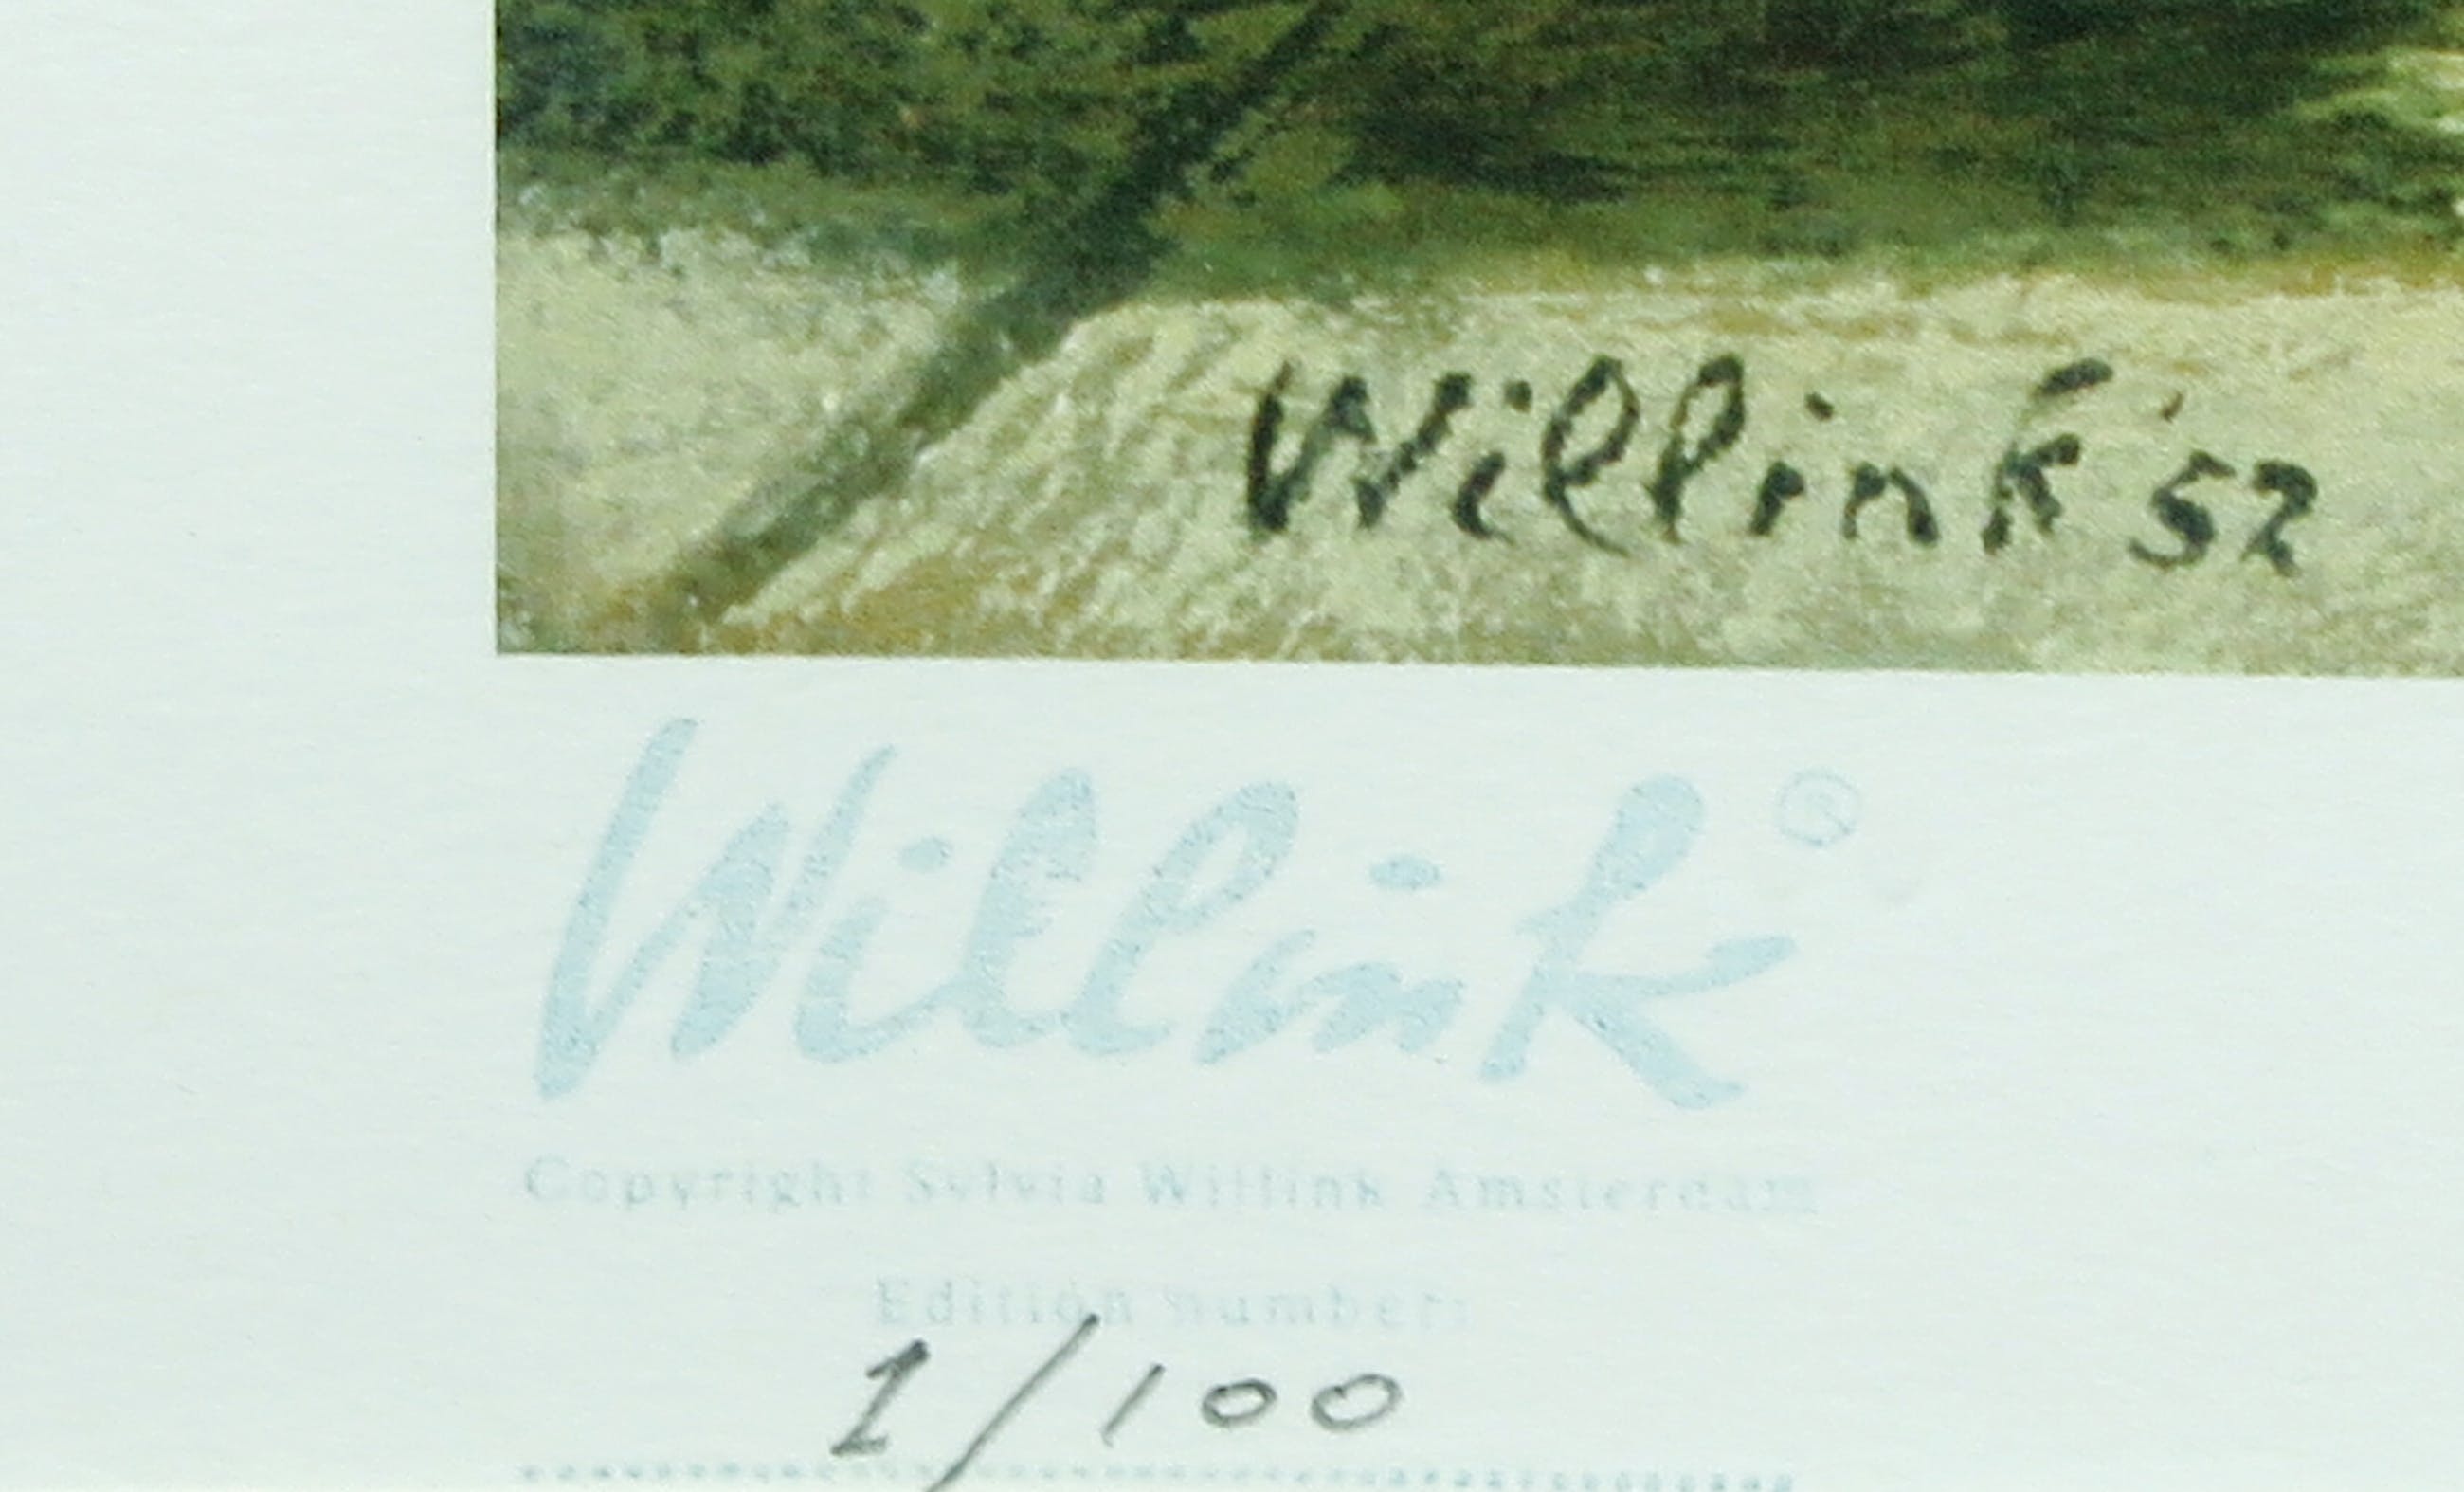 Willink '52
Willink ®
Copyright Sylvia Willink Amsterdam
Edition number:
1/100